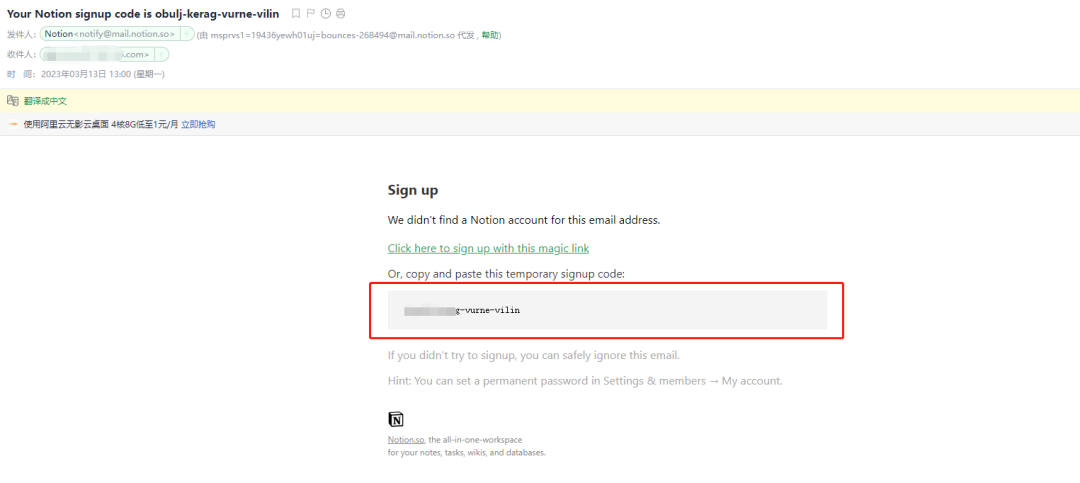 Your Notion signup code is obulj-kerag-vurne-vilin
发件人： Notion<notify@mail.notion.so> (由 msprvs1=19436yewh01uj=bounces-268494@mail.notion.so 代发 , 帮助)
收件人： .com>
时 间： 2023年03月13日 13:00 (星期一)
翻译成中文
使用阿里云无影云桌面 4核8G低至1元/月 立即抢购
Sign up
We didn't find a Notion account for this email address.
Click here to sign up with this magic link
Or, copy and paste this temporary signup code:
g-vurne-vilin
If you didn't try to signup, you can safely ignore this email.
Hint: You can set a permanent password in Settings & members → My account.
Notion.so, the all-in-one-workspace
for your notes, tasks, wikis, and databases.